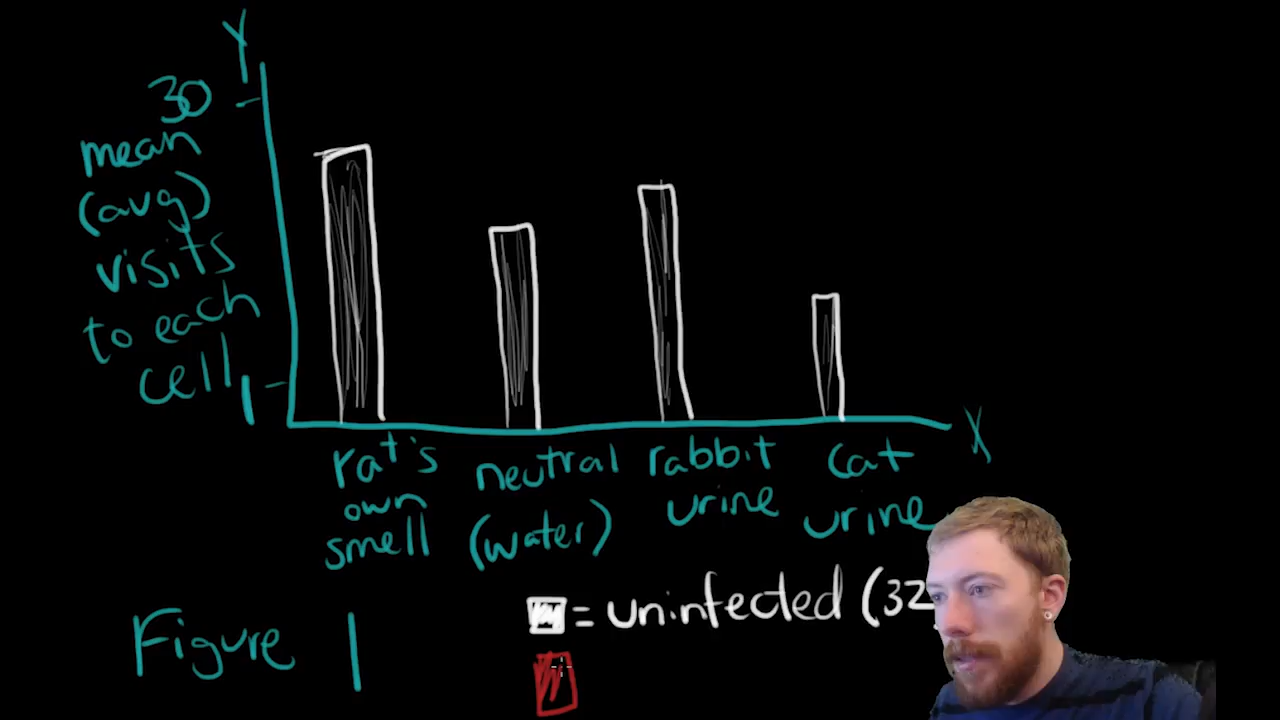 Y
30
mean
(avg)
visits
to each
cell
1
X
rat's
own
smell
neutral
(water)
rabbit
urine
cat
urine
= uninfected (32
Figure 1